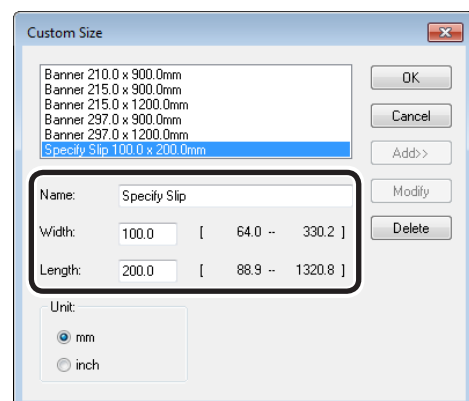 Custom Size
Banner 210.0 x 900.0mm
Banner 215.0 x 900.0mm
Banner 215.0 x 1200.0mm
Banner 297.0 x 900.0mm
Banner 297.0 x 1200.0mm
Specify Slip 100.0 x 200.0mm
OK
Cancel
Add>>
Modify
Delete
Name: Specify Slip
Width: 100.0 [ 64.0 -- 330.2 ]
Length: 200.0 [ 88.9 -- 1320.8 ]
Unit:
mm
inch